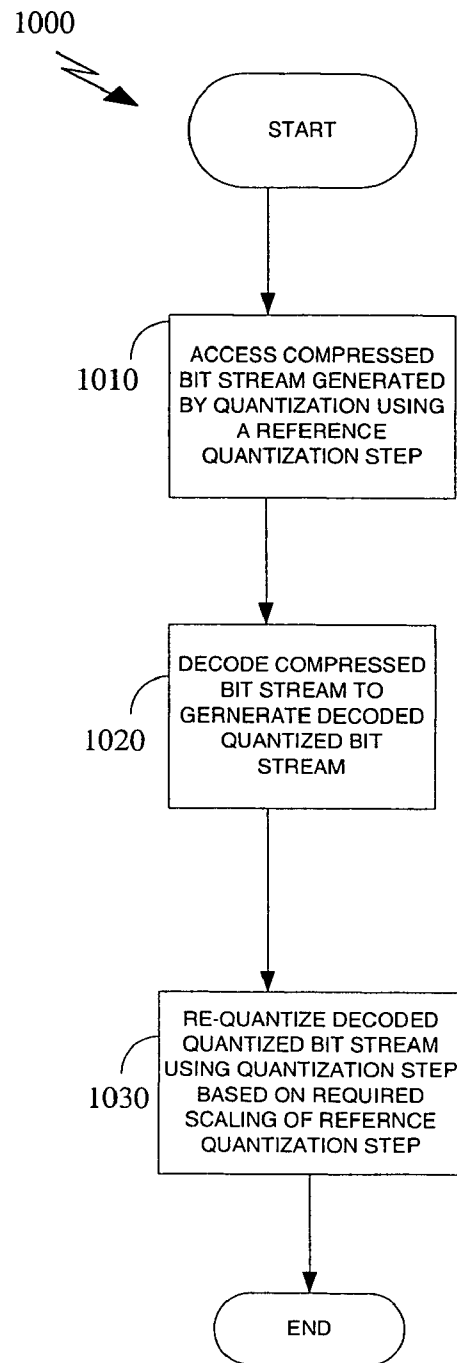 1000
START
1010
ACCESS COMPRESSED
BIT STREAM GENERATED
BY QUANTIZATION USING
A REFERENCE
QUANTIZATION STEP
1020
DECODE COMPRESSED
BIT STREAM TO
GERNERATE DECODED
QUANTIZED BIT
STREAM
1030
RE-QUANTIZE DECODED
QUANTIZED BIT STREAM
USING QUANTIZATION STEP
BASED ON REQUIRED
SCALING OF REFERNCE
QUANTIZATION STEP
END